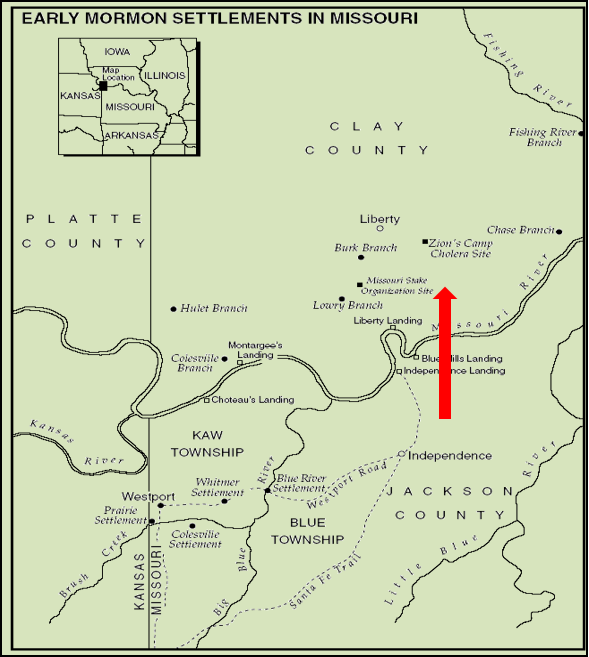 EARLY MORMON SETTLEMENTS IN MISSOURI
IOWA
Map
Location
ILLINOIS
KANSAS
MISSOURI
ARKANSAS
Fishing River
Fishing River
Branch
CLAY
COUNTY
PLATTE
COUNTY
Liberty
Chase Branch
Zion's Camp
Cholera Site
Burk Branch
Missouri Stake
Organization Site
Lowry Branch
Hulet Branch
Missouri River
Liberty Landing
Montargee's
Landing
Coiesville
Branch
Blue Hills Landing
Independence Landing
Choteau's Landing
Kansas
River
KAW
TOWNSHIP
Independence
Whitmer
Settlement
Blue River
Settlement
Westport Road
Westport
Prairie
Settlement
JACKSON
COUNTY
BLUE
TOWNSHIP
Colesville
Settlement
Brush Creek
KANSAS
MISSOURI
Big Blue River
Santa Fe Trail
Little Blue River